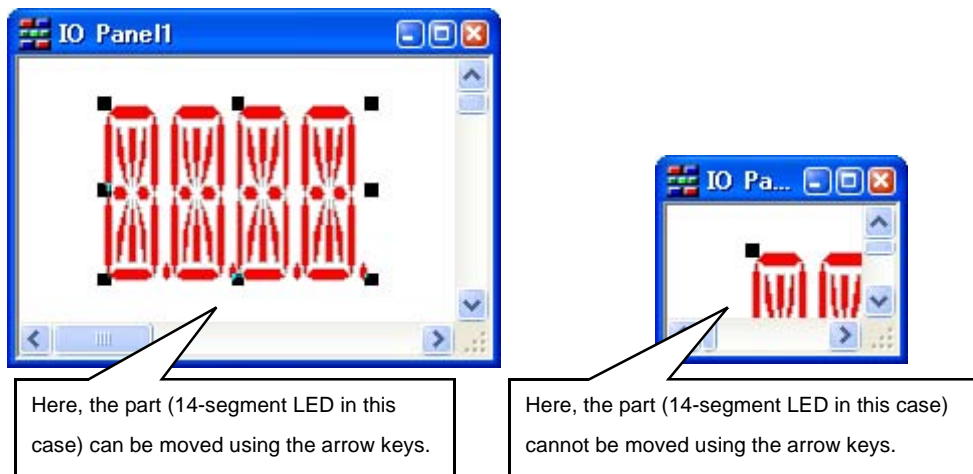 IO Panel1
IO Pa...
Here, the part (14-segment LED in this
case) can be moved using the arrow keys.
Here, the part (14-segment LED in this case)
cannot be moved using the arrow keys.